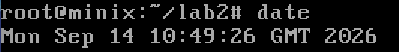 root@minix:~/lab2# date
Mon Sep 14 10:49:26 GMT 2026